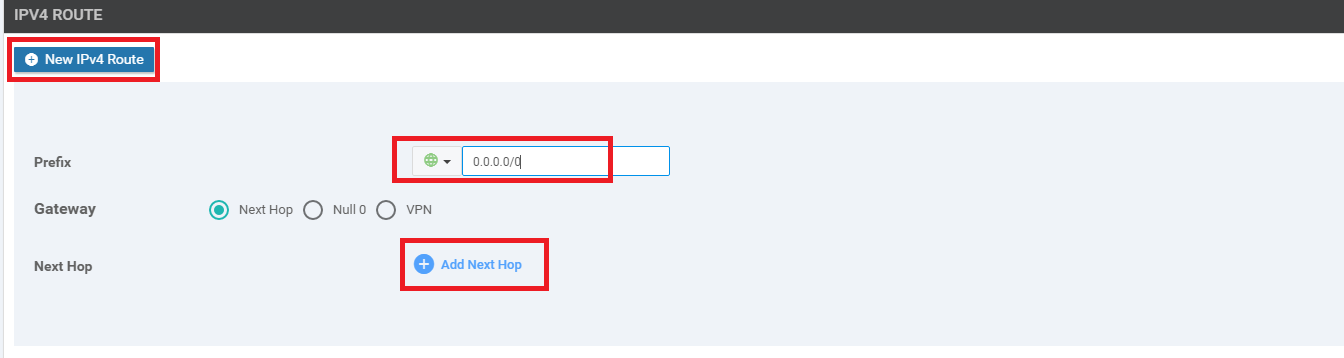 IPV4 ROUTE
New IPv4 Route
Prefix 0.0.0.0/0
Gateway Next Hop Null 0 VPN
Next Hop Add Next Hop